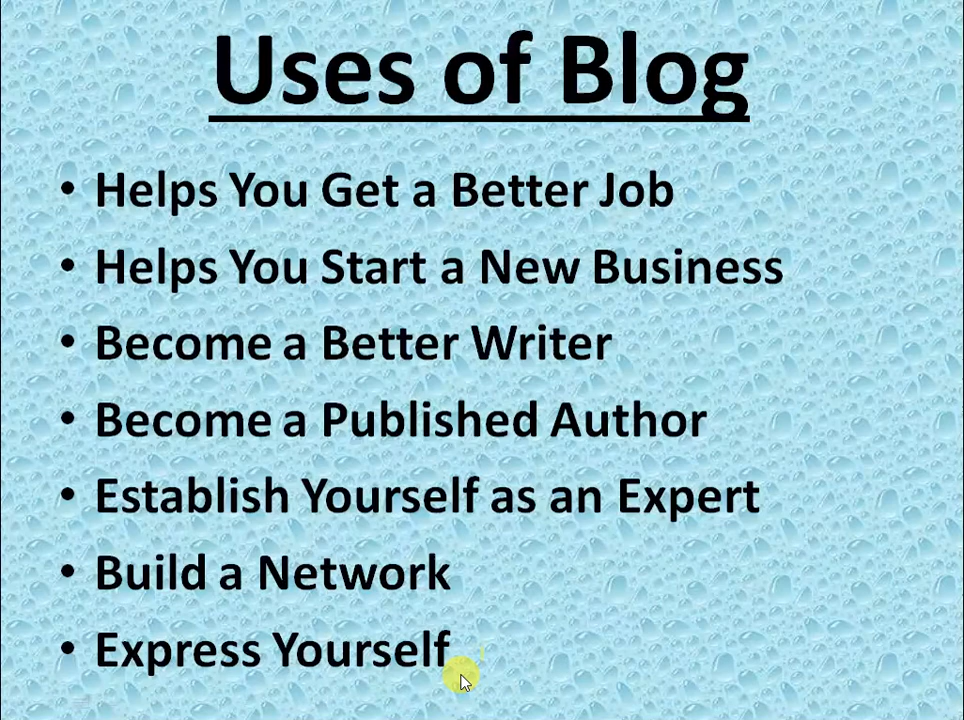 Uses of Blog
• Helps You Get a Better Job
• Helps You Start a New Business
• Become a Better Writer
• Become a Published Author
• Establish Yourself as an Expert
• Build a Network
• Express Yourself